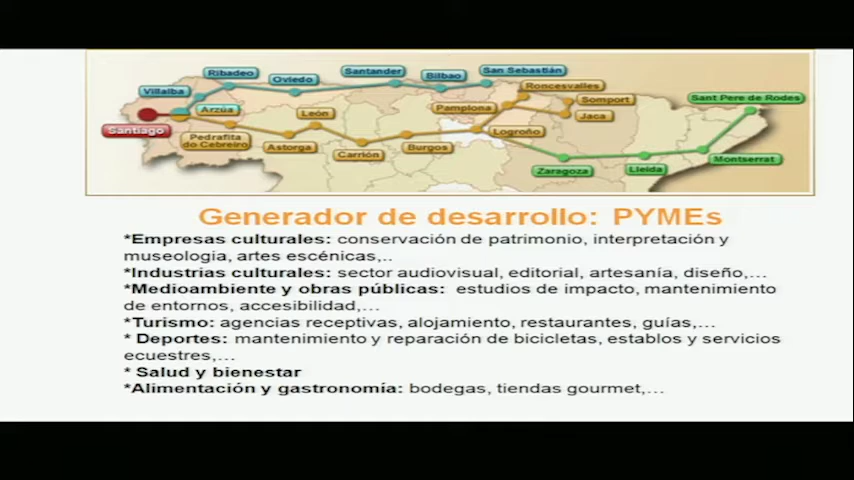 Ribadeo
Oviedo
Santander
Bilbao
San Sebastián
Villalba
Roncesvalles
Somport
Sant Pere de Rodes
Arzúa
León
Pamplona
Jaca
Santiago
Pedrafita
do Cebreiro
Astorga
Carrión
Burgos
Logroño
Zaragoza
Lleida
Montserrat
Generador de desarrollo: PYMEs
*Empresas culturales: conservación de patrimonio, interpretación y
museología, artes escénicas,..
*Industrias culturales: sector audiovisual, editorial, artesanía, diseño,…
*Medioambiente y obras públicas: estudios de impacto, mantenimiento
de entornos, accesibilidad,…
*Turismo: agencias receptivas, alojamiento, restaurantes, guías,…
* Deportes: mantenimiento y reparación de bicicletas, establos y servicios
ecuestres,…
* Salud y bienestar
*Alimentación y gastronomía: bodegas, tiendas gourmet,…